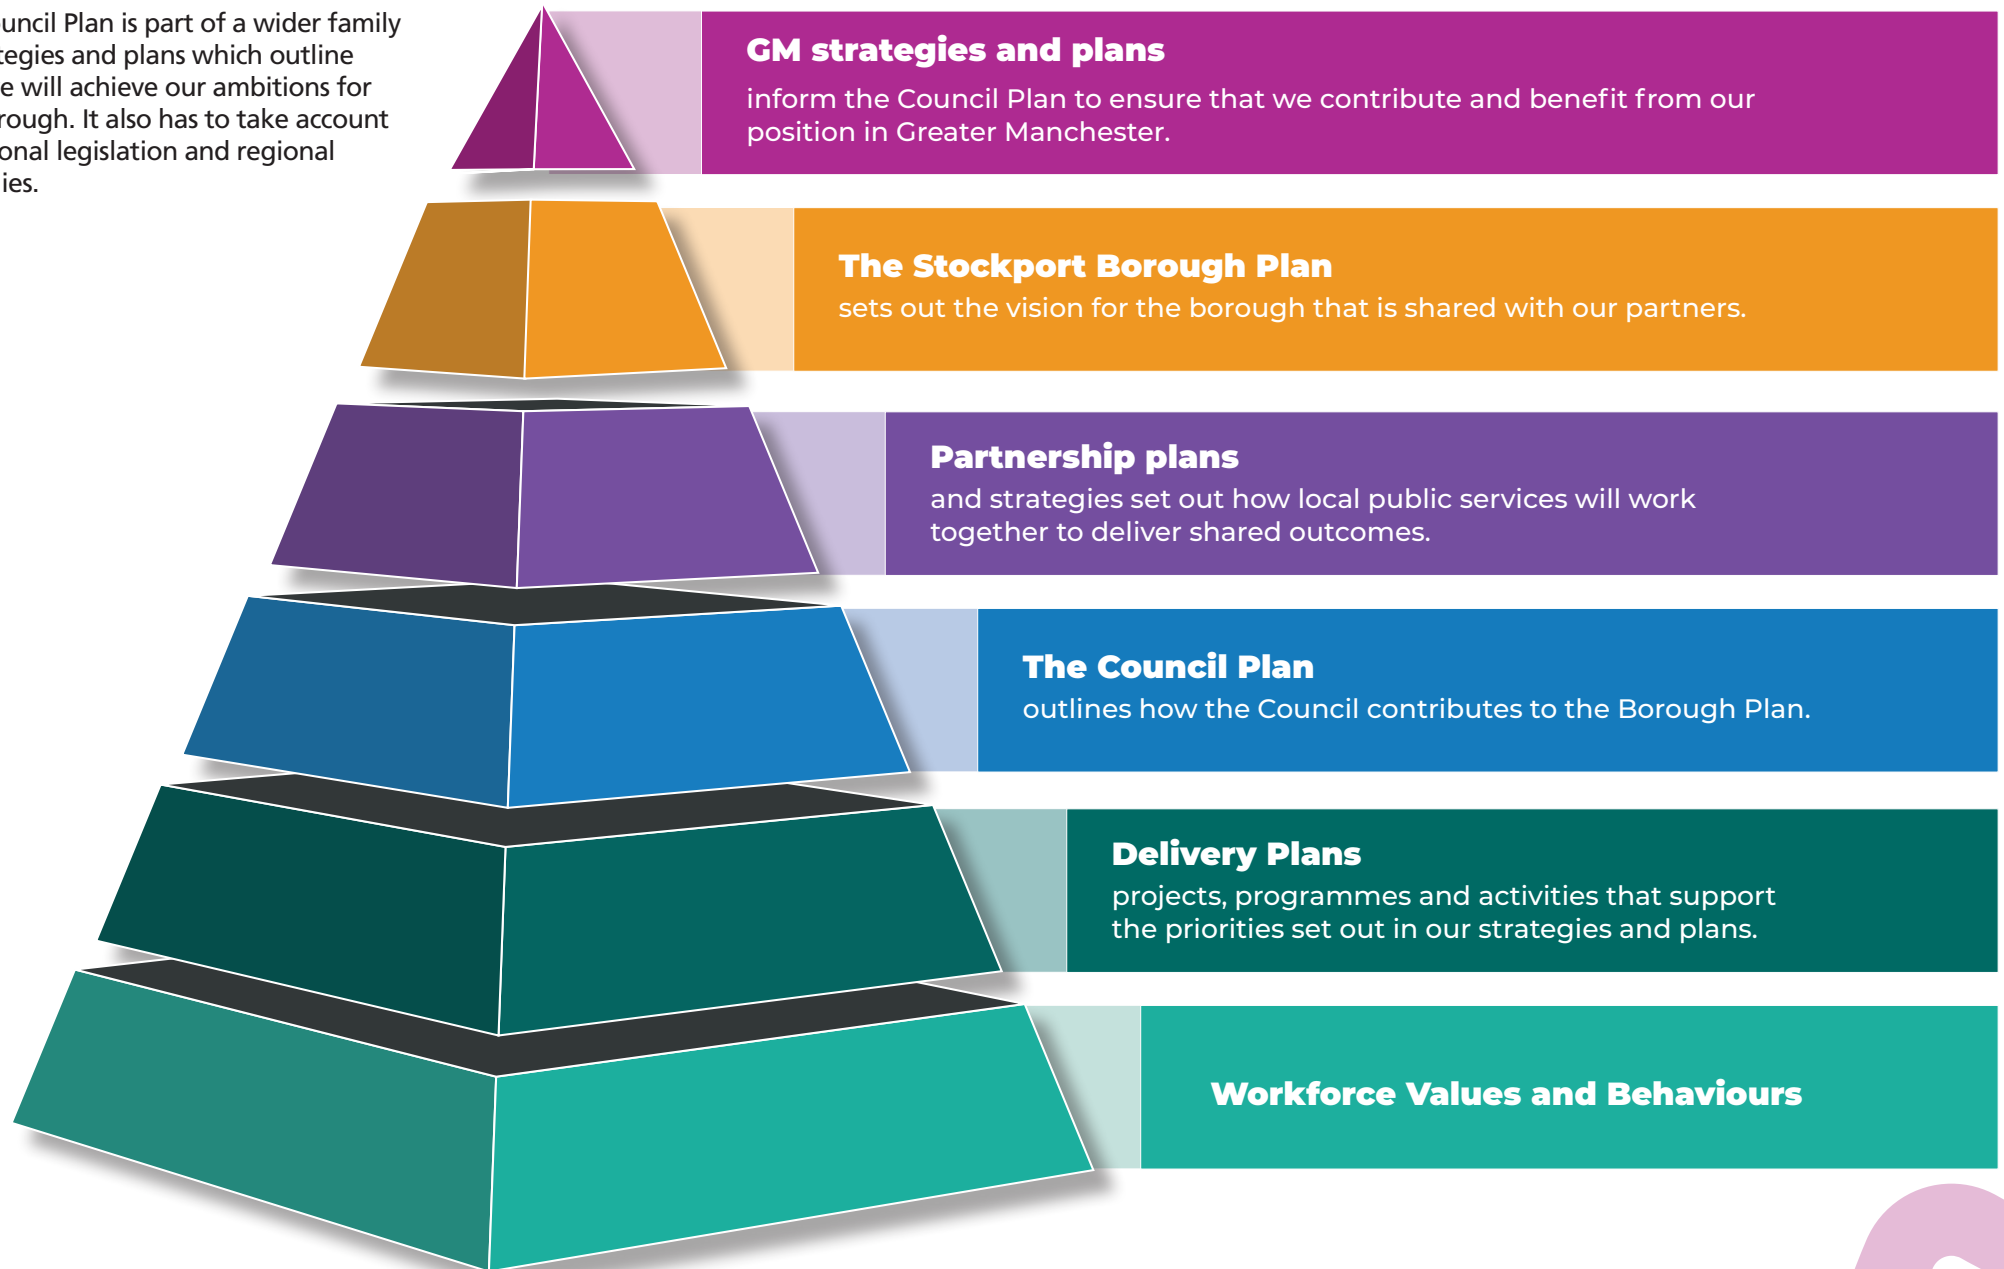 uncil Plan is part of a wider family
tegies and plans which outline
e will achieve our ambitions for
rough. It also has to take account
onal legislation and regional
ies.
GM strategies and plans
inform the Council Plan to ensure that we contribute and benefit from our
position in Greater Manchester.
The Stockport Borough Plan
sets out the vision for the borough that is shared with our partners.
Partnership plans
and strategies set out how local public services will work
together to deliver shared outcomes.
The Council Plan
outlines how the Council contributes to the Borough Plan.
Delivery Plans
projects, programmes and activities that support
the priorities set out in our strategies and plans.
Workforce Values and Behaviours